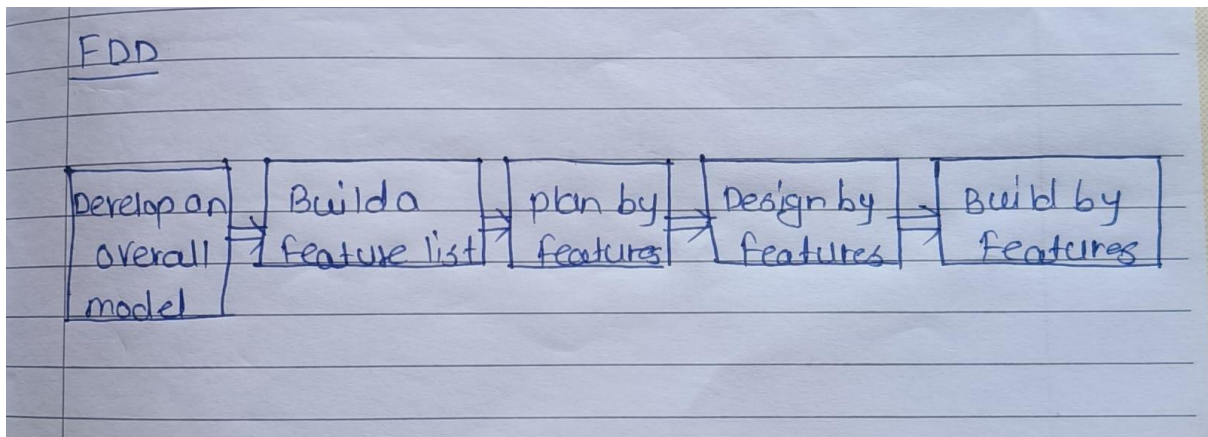 FDD
Develop an
overall
model
Build a
feature list
plan by
features
Design by
features
Build by
features